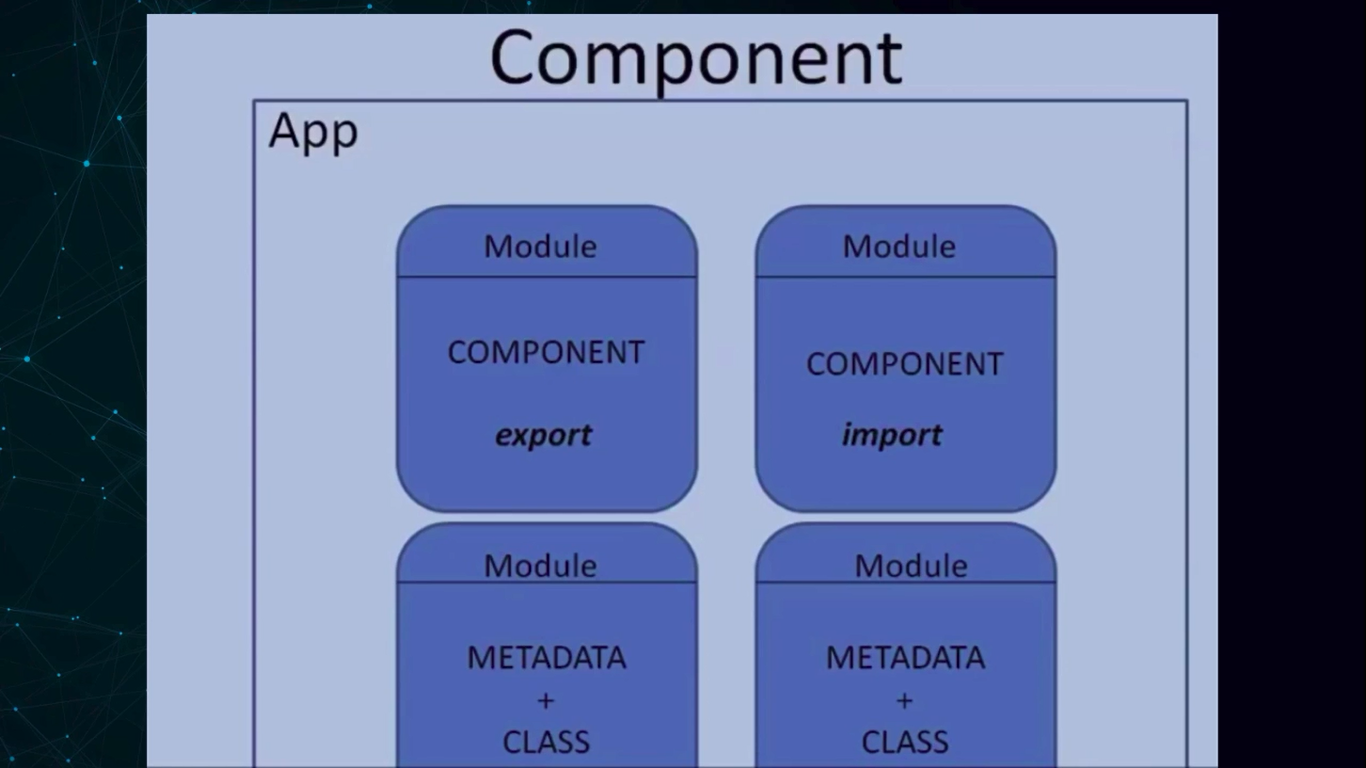 Component
App
Module
COMPONENT
export
Module
COMPONENT
import
Module
METADATA
+
CLASS
Module
METADATA
+
CLASS